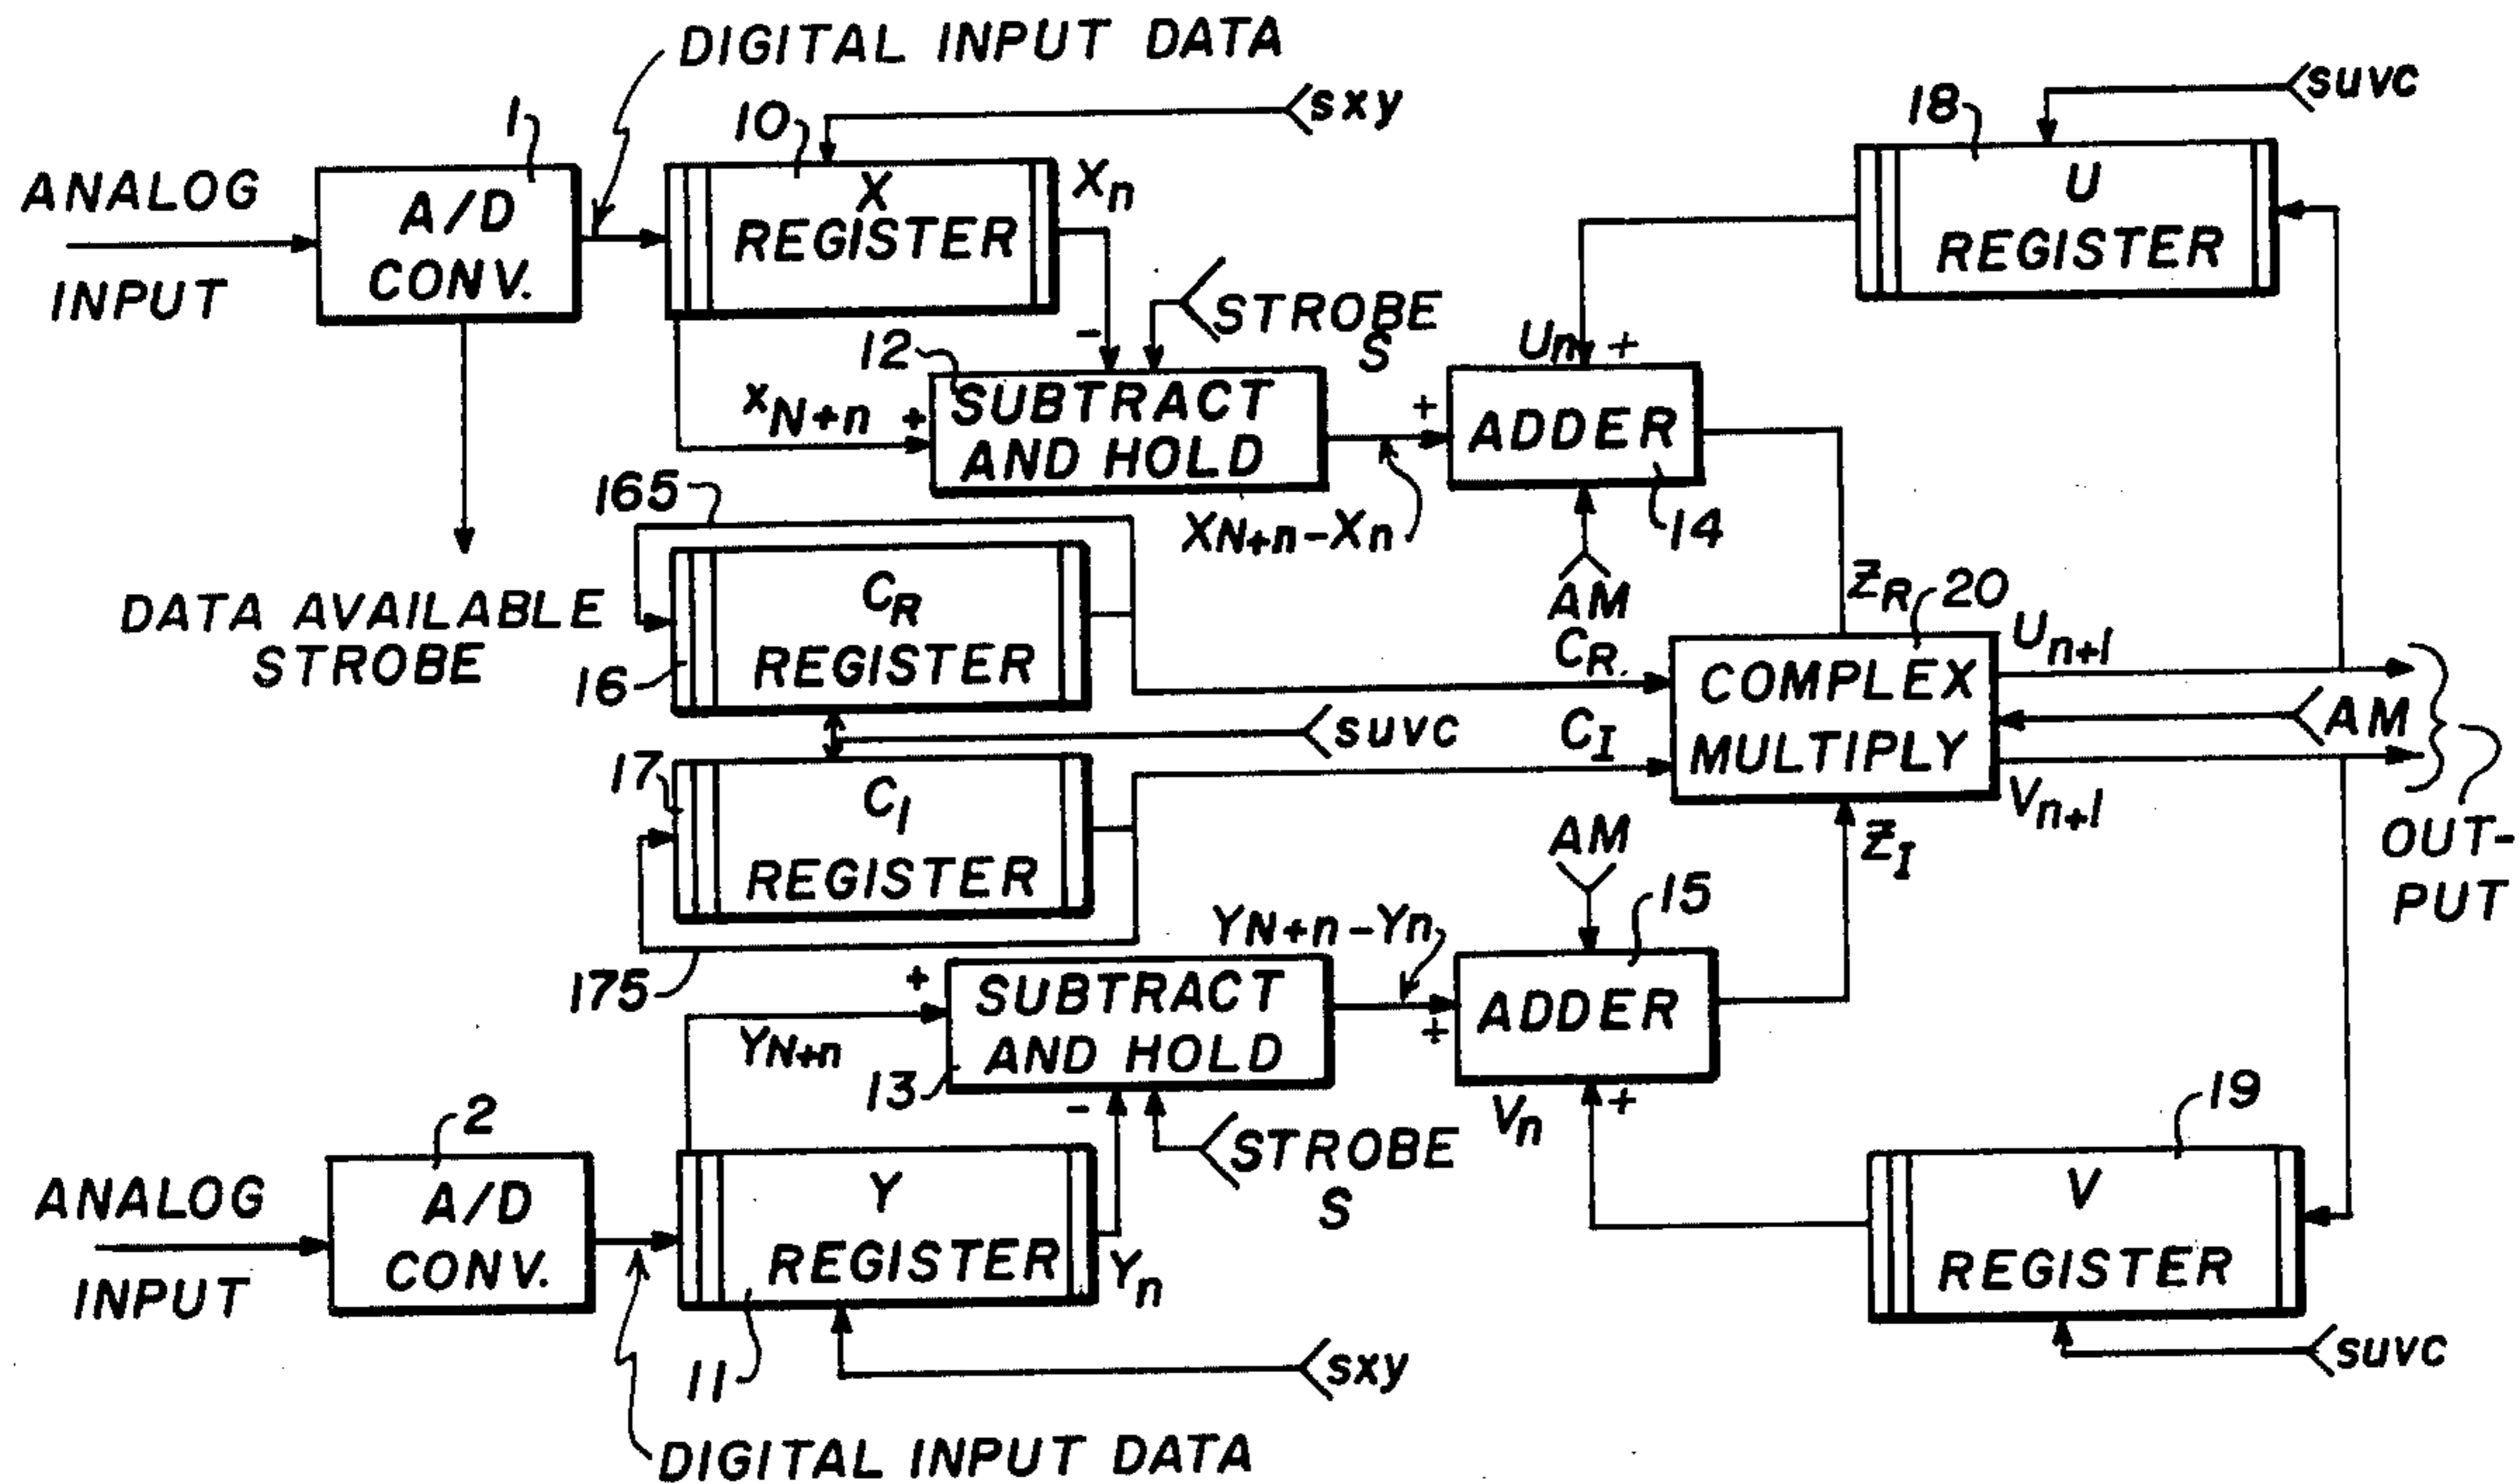 DIGITAL INPUT DATA
1
10
sxy
18
suvc
ANALOG
INPUT
A/D
CONV.
X
REGISTER
Xn
U
REGISTER
STROBE
S
12
XN+n
+
-
SUBTRACT
AND HOLD
Un
+
+
ADDER
14
XN+n-Xn
AM
165
CR
REGISTER
16
DATA AVAILABLE
STROBE
ZR
20
CR
Un+1
COMPLEX
MULTIPLY
AM
suvc
CI
Vn+1
OUT-
PUT
17
CI
REGISTER
175
AM
ZI
15
YN+n-Yn
+
SUBTRACT
AND HOLD
+
ADDER
YN+n
13
-
Vn
+
STROBE
S
19
2
ANALOG
INPUT
A/D
CONV.
Y
REGISTER
Yn
V
REGISTER
11
sxy
suvc
DIGITAL INPUT DATA